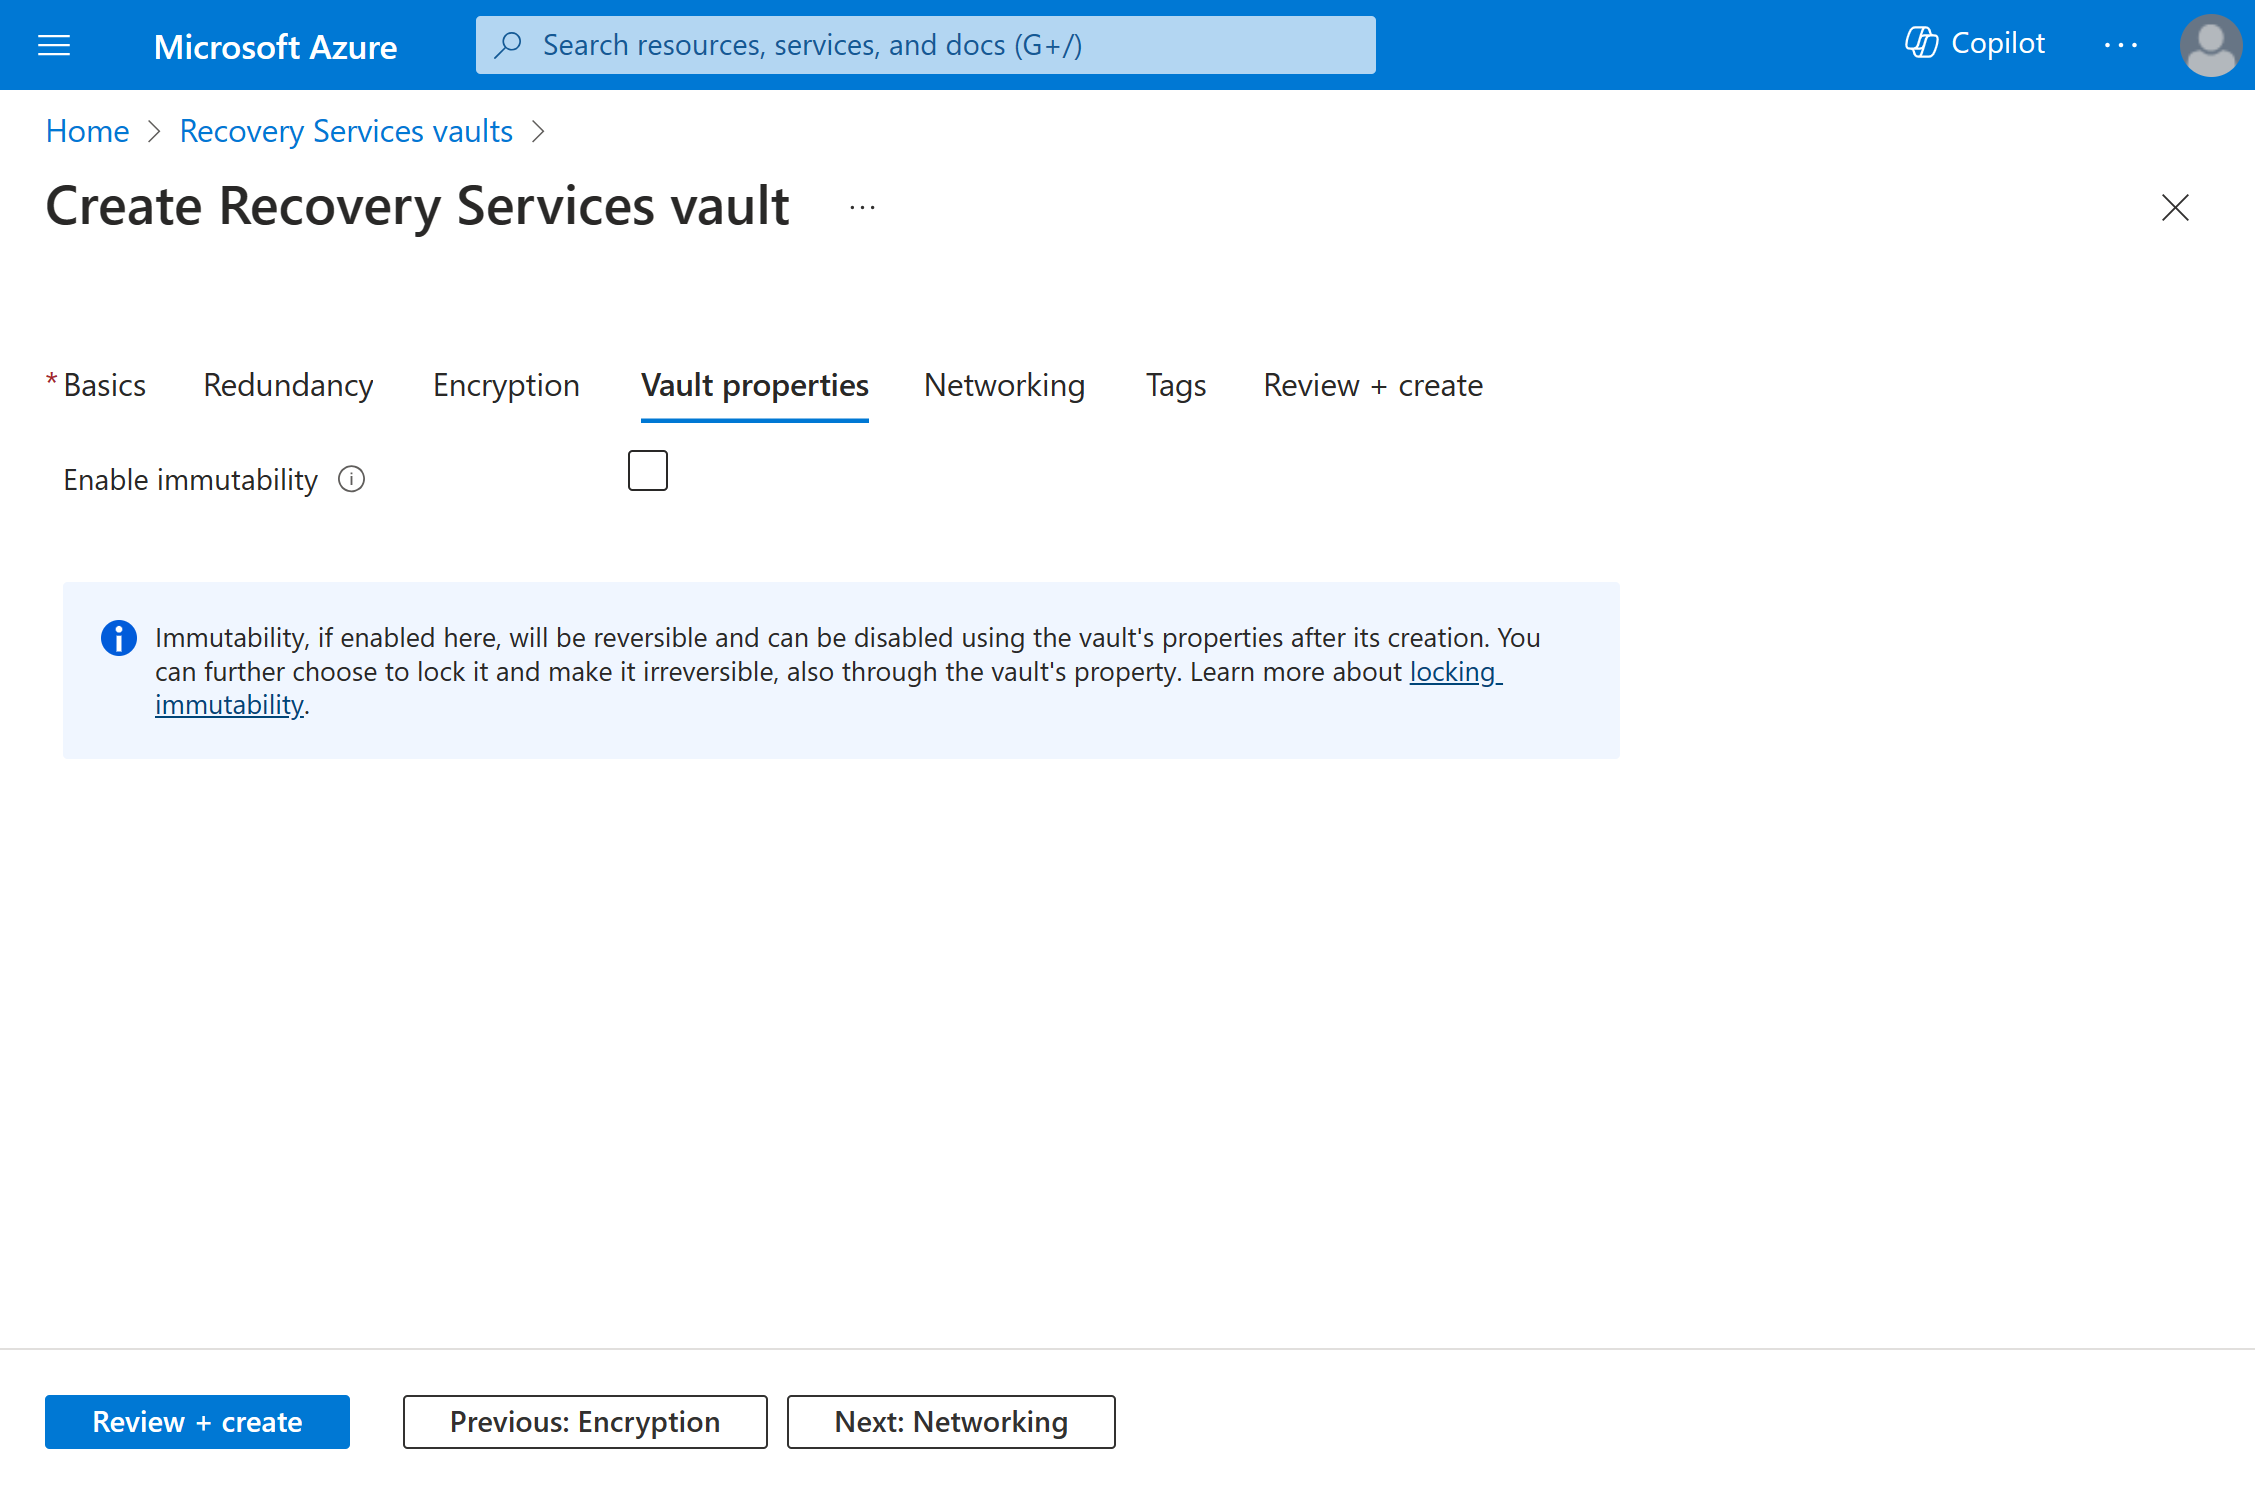 Microsoft Azure
Search resources, services, and docs (G+/)
Copilot
Home > Recovery Services vaults >
Create Recovery Services vault ...
* Basics Redundancy Encryption Vault properties Networking Tags Review + create
Enable immutability
Immutability, if enabled here, will be reversible and can be disabled using the vault's properties after its creation. You
can further choose to lock it and make it irreversible, also through the vault's property. Learn more about locking
immutability.
Review + create Previous: Encryption Next: Networking